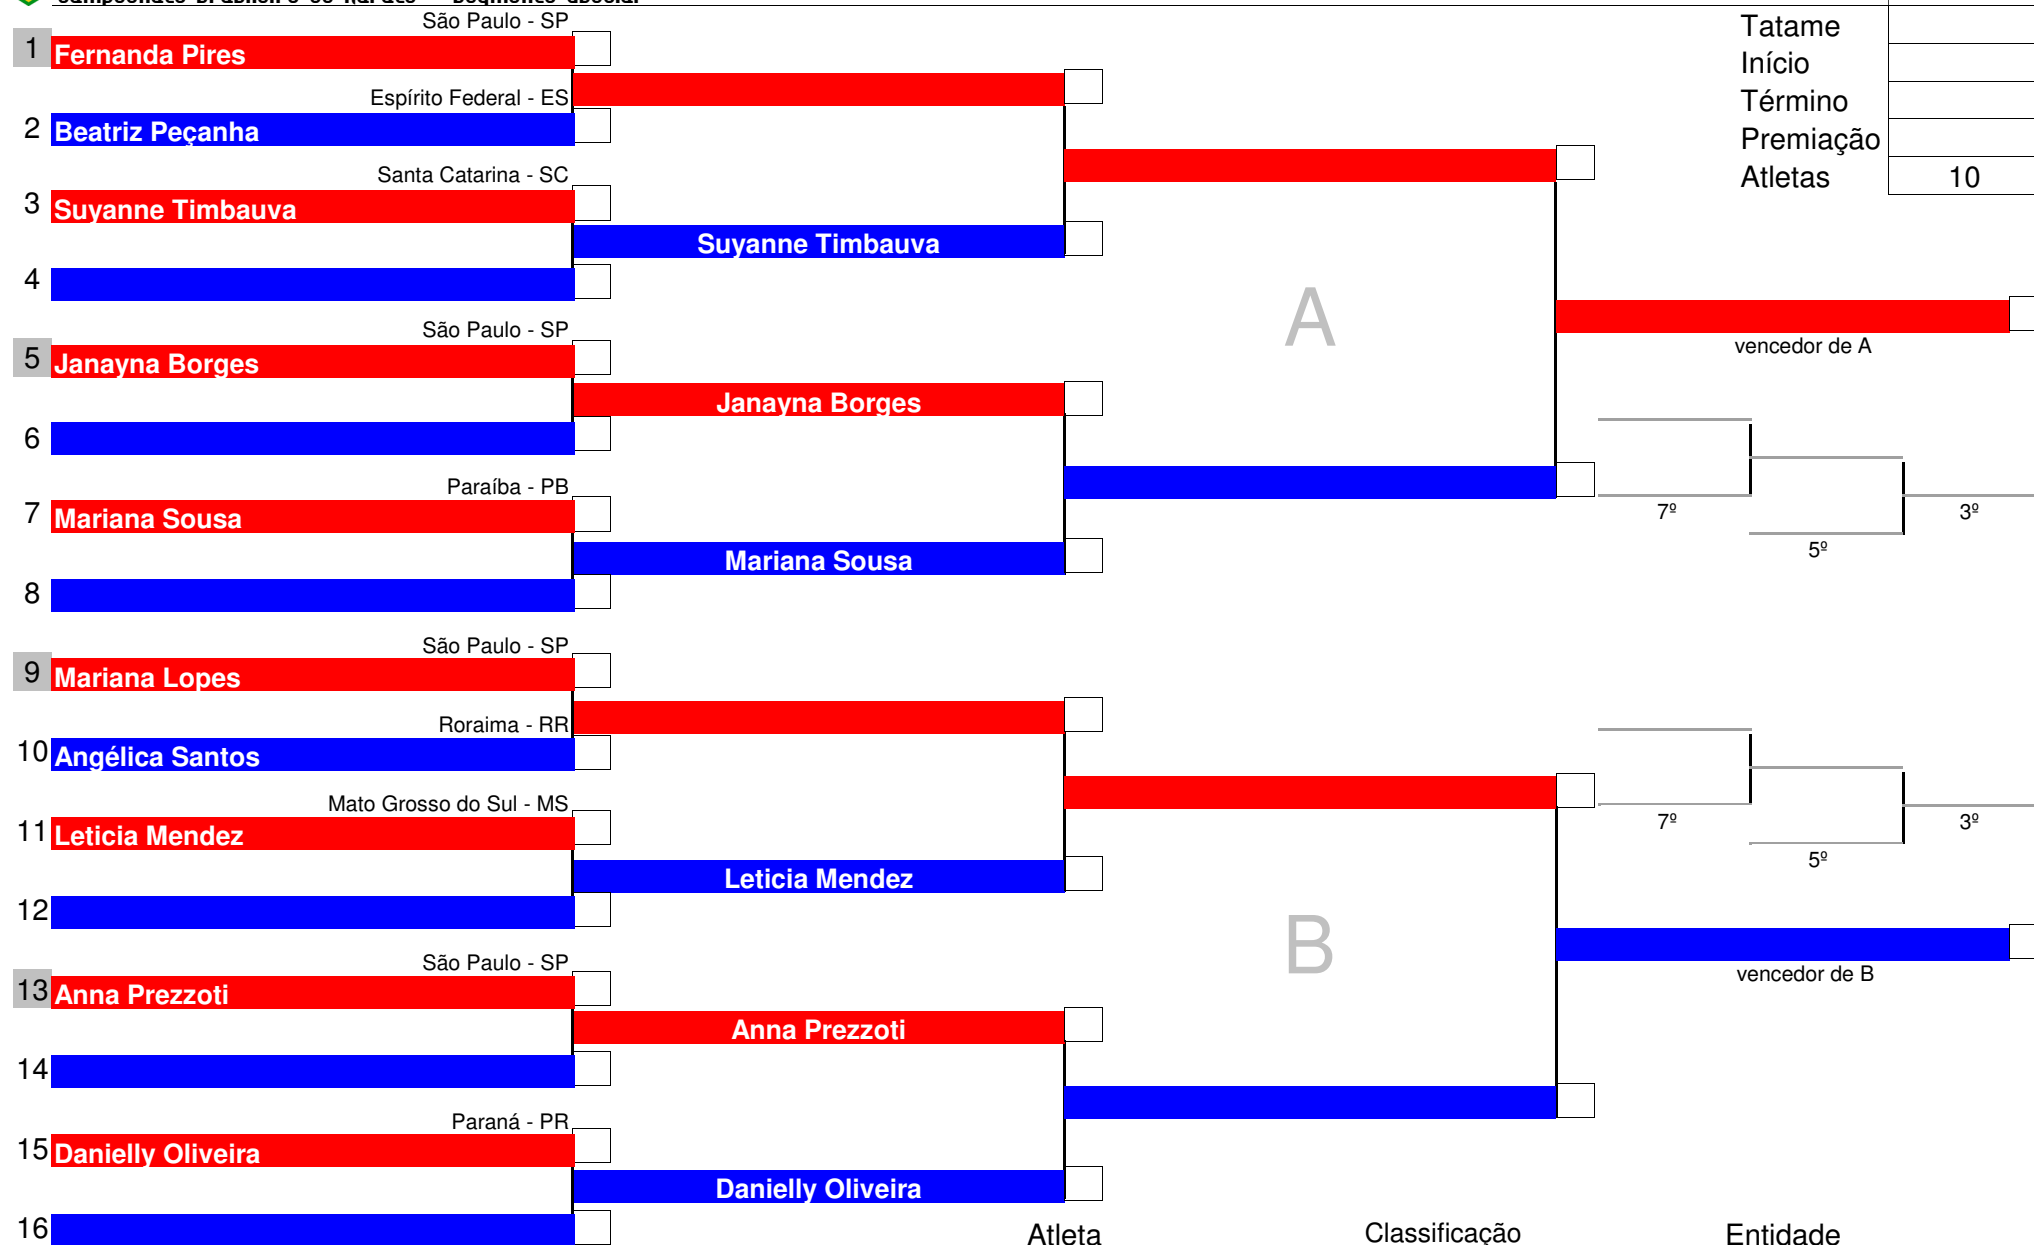 São Paulo - SP
1 Fernanda Pires
Espírito Federal - ES
2 Beatriz Peçanha
Santa Catarina - SC
3 Suyanne Timbauva
Suyanne Timbauva
4
São Paulo - SP
5 Janayna Borges
Janayna Borges
6
Paraíba - PB
7 Mariana Sousa
Mariana Sousa
8
São Paulo - SP
9 Mariana Lopes
Roraima - RR
10 Angélica Santos
Mato Grosso do Sul - MS
11 Leticia Mendez
Leticia Mendez
12
São Paulo - SP
13 Anna Prezzoti
Anna Prezzoti
14
Paraná - PR
15 Danielly Oliveira
Danielly Oliveira
16
A
B
Tatame
Início
Término
Premiação
Atletas 10
vencedor de A
7º
3º
5º
7º
3º
5º
vencedor de B
Atleta Classificação Entidade